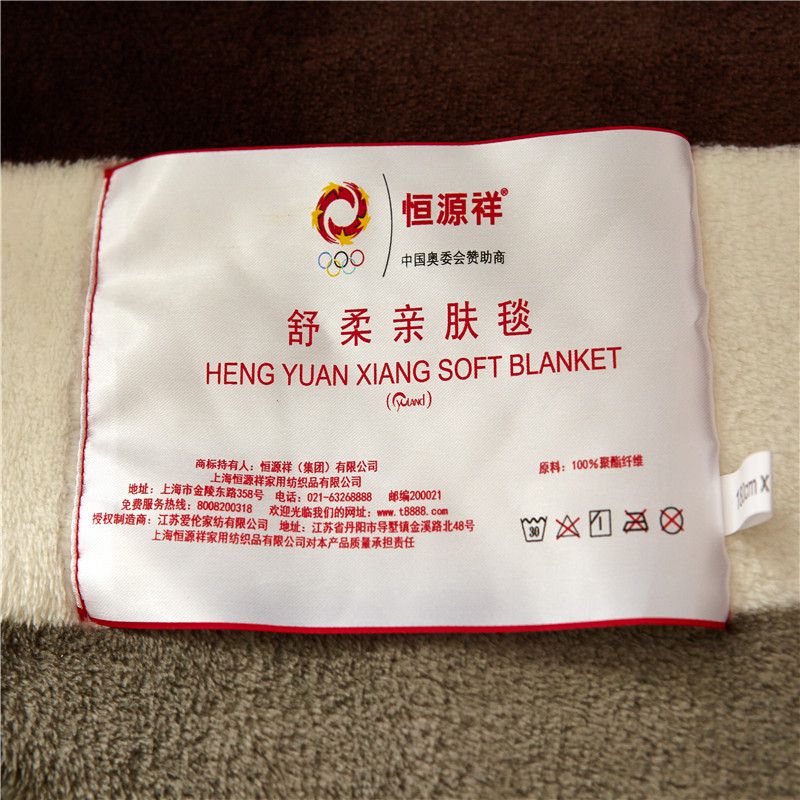 恒源祥®
中国奥委会赞助商
舒柔亲肤毯
HENG YUAN XIANG SOFT BLANKET
商标持有人：恒源祥（集团）有限公司
上海恒源祥家用纺织品有限公司
地址：上海市金陵东路358号 电话：021-63268888 邮编200021
免费服务热线：8008200318 欢迎光临我们的网址：www.t8888.com
授权制造商：江苏爱伦家纺有限公司 地址：江苏省丹阳市导墅镇金溪路北48号
上海恒源祥家用纺织品有限公司对本产品质量承担责任
原料：100%聚酯纤维
30